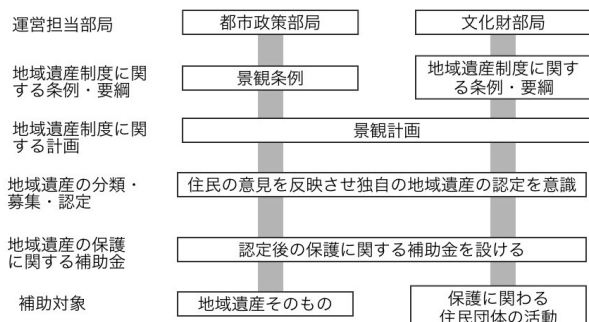 運営担当部局
都市政策部局
文化財部局
地域遺産制度に関
する条例・要綱
景観条例
地域遺産制度に関す
る条例・要綱
地域遺産制度に関
する計画
景観計画
地域遺産の分類・
募集・認定
住民の意見を反映させ独自の地域遺産の認定を意識
地域遺産の保護
に関する補助金
認定後の保護に関する補助金を設ける
補助対象
地域遺産そのもの
保護に関わる
住民団体の活動